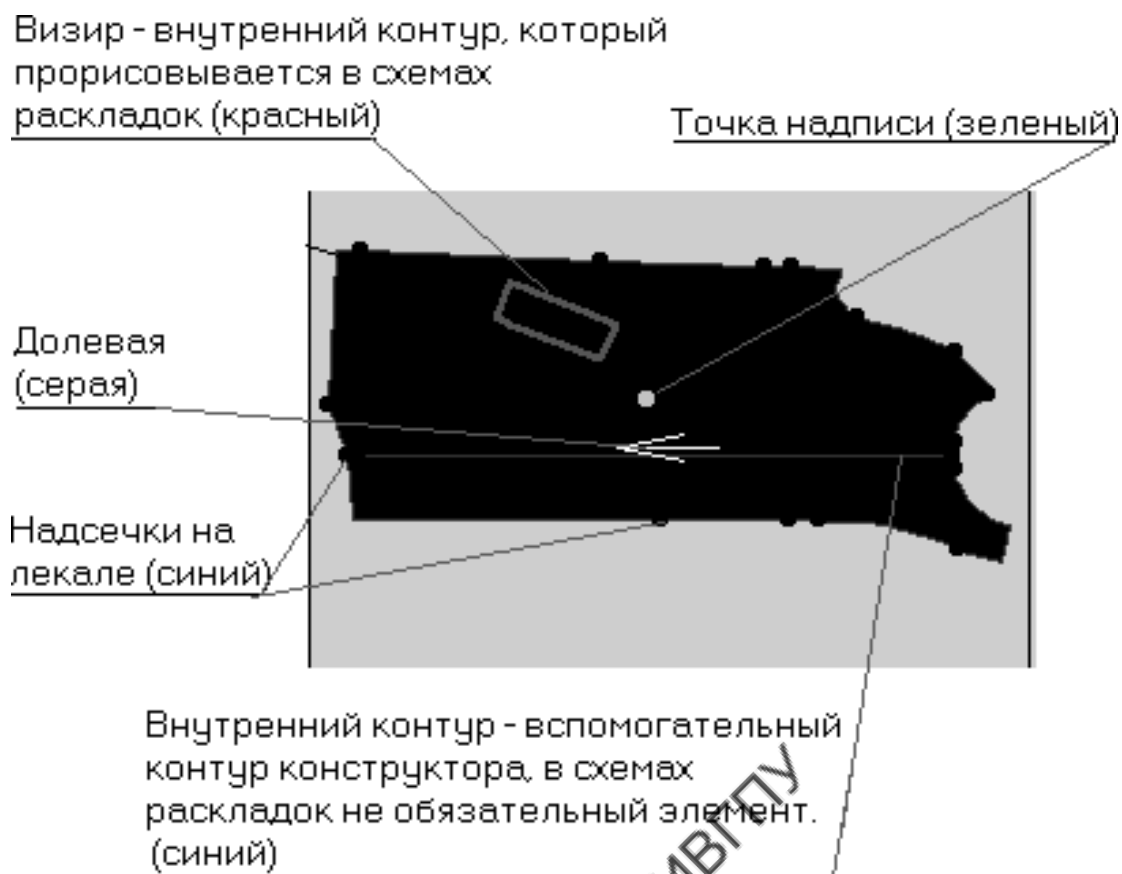 Визир - внутренний контур, который
прорисовывается в схемах
раскладок (красный)
Точка надписи (зеленый)
Долевая
(серая)
Надсечки на
лекале (синий)
Внутренний контур - вспомогательный
контур конструктора, в схемах
раскладок не обязательный элемент.
(синий)
ИВГПУ